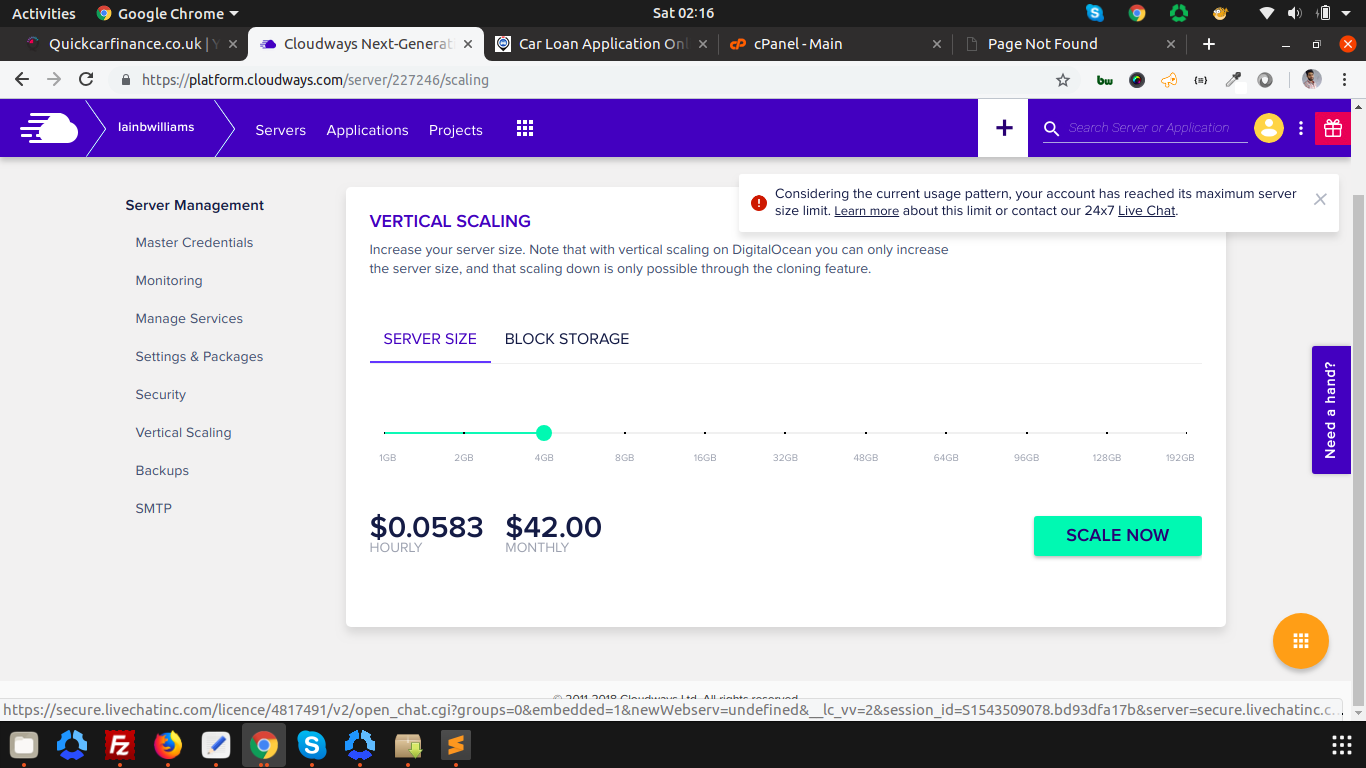 Activities
Google Chrome
Sat 02:16
Quickcarfinance.co.uk | Y
Cloudways Next-Generat
Car Loan Application Onl
cPanel - Main
Page Not Found
https://platform.cloudways.com/server/227246/scaling
bw
lainbwilliams
Servers
Applications
Projects
Search Server or Application
Considering the current usage pattern, your account has reached its maximum server
size limit. Learn more about this limit or contact our 24x7 Live Chat.
Server Management
Master Credentials
Monitoring
Manage Services
Settings & Packages
Security
Vertical Scaling
Backups
SMTP
VERTICAL SCALING
Increase your server size. Note that with vertical scaling on DigitalOcean you can only increase
the server size, and that scaling down is only possible through the cloning feature.
SERVER SIZE
BLOCK STORAGE
1GB
2GB
4GB
8GB
16GB
32GB
48GB
64GB
96GB
128GB
192GB
$0.0583
HOURLY
$42.00
MONTHLY
SCALE NOW
Need a hand?
© 2011-2018 Cloudways Ltd. All rights reserved
https://secure.livechatinc.com/licence/4817491/v2/open_chat.cgi?groups=0&embedded=1&newWebserv=undefined&__lc_vv=2&session_id=S1543509078.bd93dfa17b&server=secure.livechatinc.c...